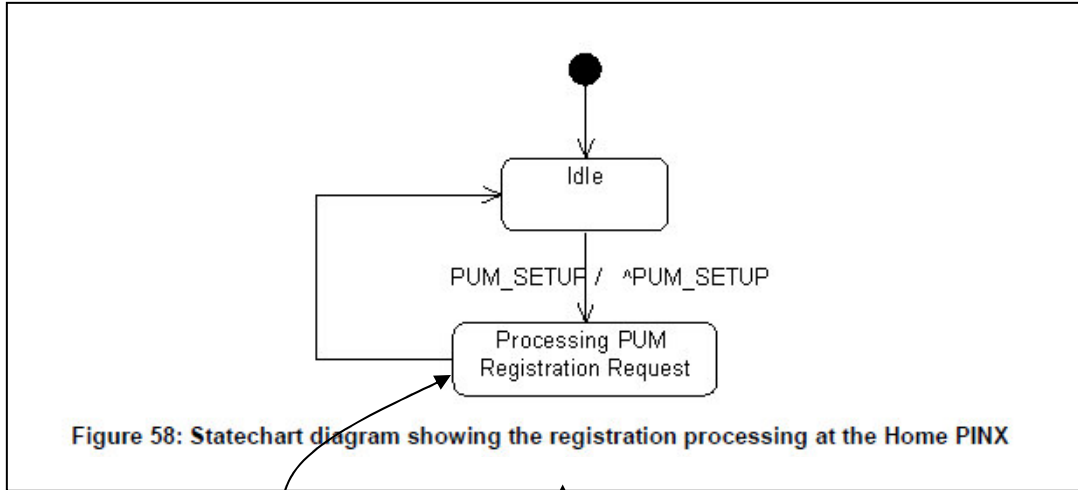 Idle
PUM_SETUP / ^PUM_SETUP
Processing PUM
Registration Request
Figure 58: Statechart diagram showing the registration processing at the Home PINX